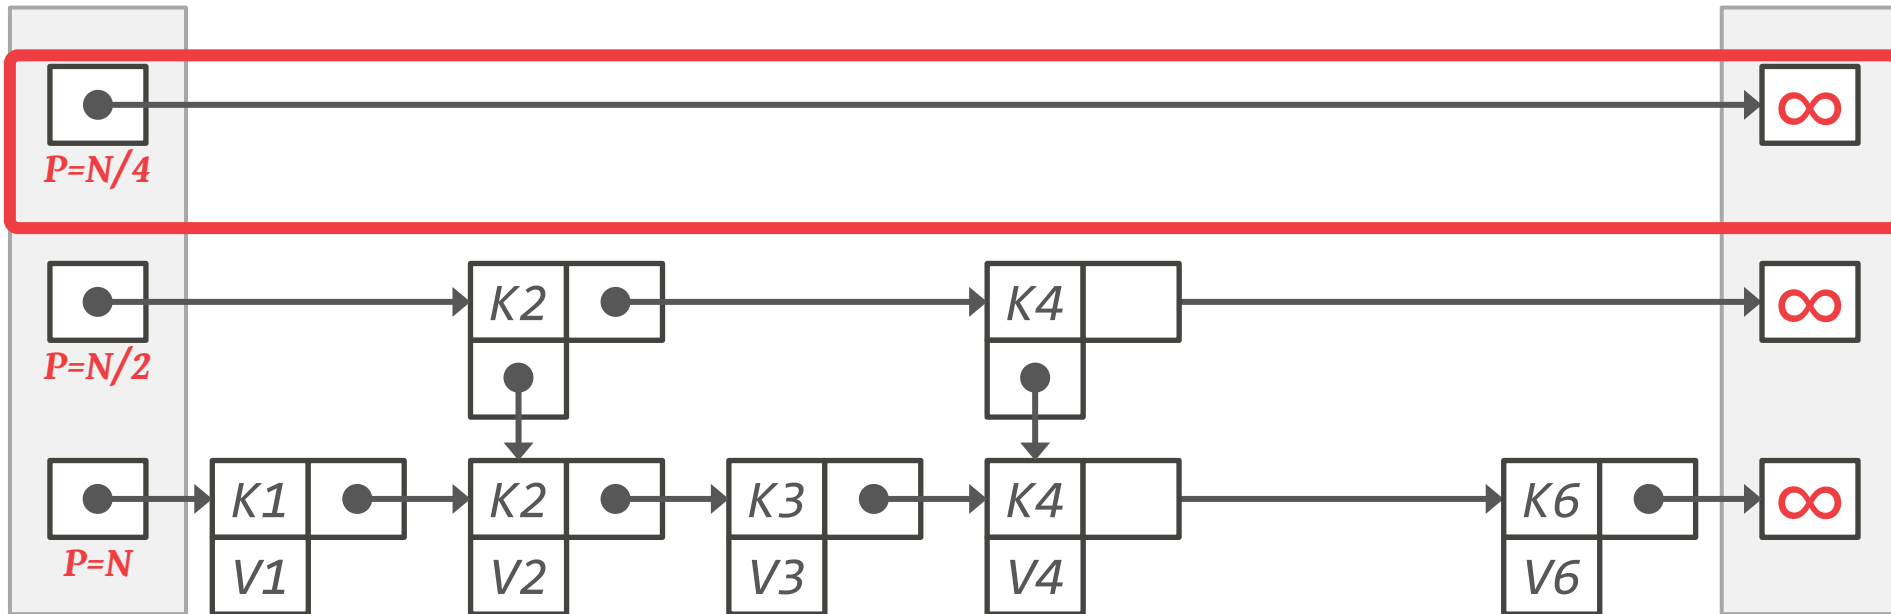 ∞
P=N/4
K2 K4 ∞
P=N/2
K1 K2 K3 K4 K6 ∞
P=N
V1 V2 V3 V4 V6